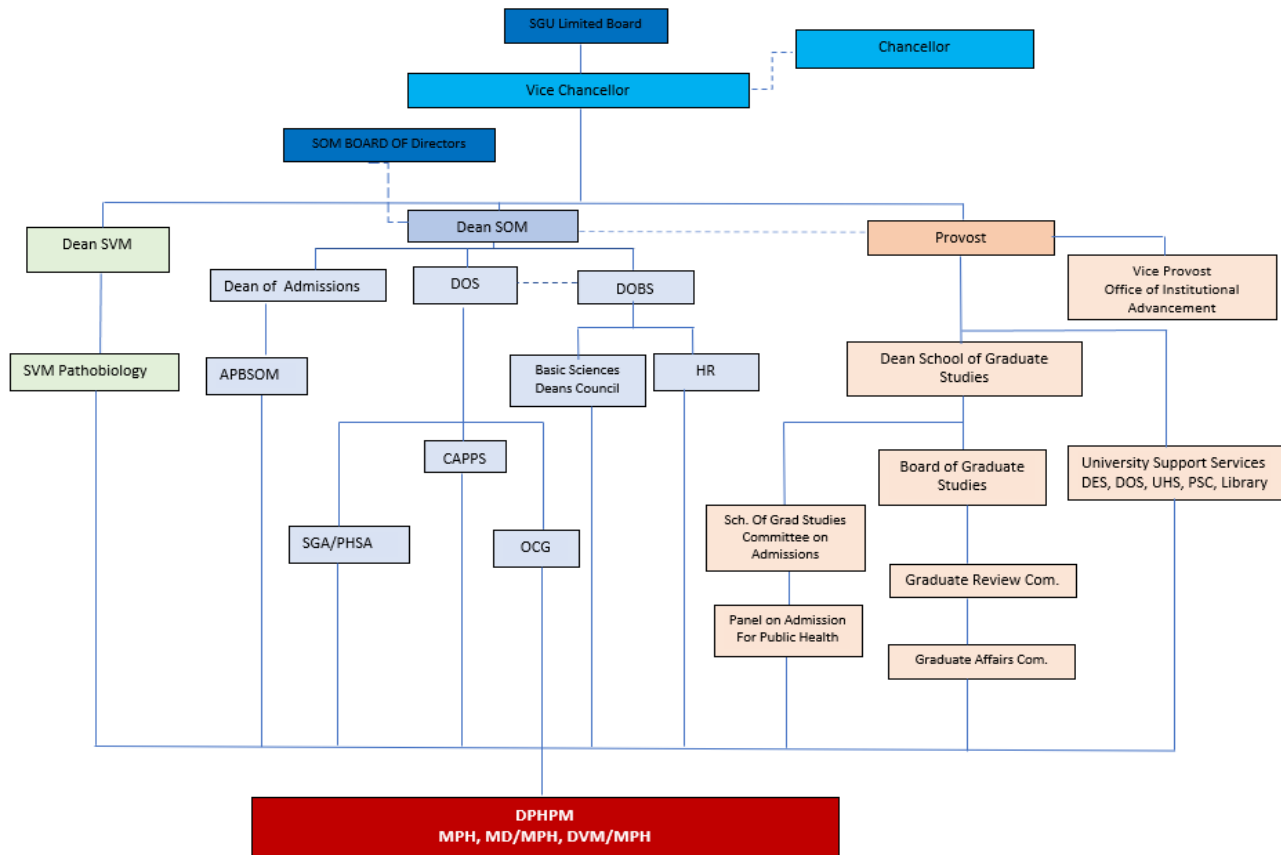 SGU Limited Board
Chancellor
Vice Chancellor
SOM BOARD OF Directors
Dean SVM
Dean SOM
Provost
Vice Provost
Office of Institutional
Advancement
Dean of Admissions
DOS
DOBS
SVM Pathobiology
APBSOM
Basic Sciences
Deans Council
HR
Dean School of Graduate
Studies
CAPPS
Board of Graduate
Studies
University Support Services
DES, DOS, UHS, PSC, Library
SGA/PHSA
OCG
Sch. Of Grad Studies
Committee on
Admissions
Graduate Review Com.
Panel on Admission
For Public Health
Graduate Affairs Com.
DPHPM
MPH, MD/MPH, DVM/MPH